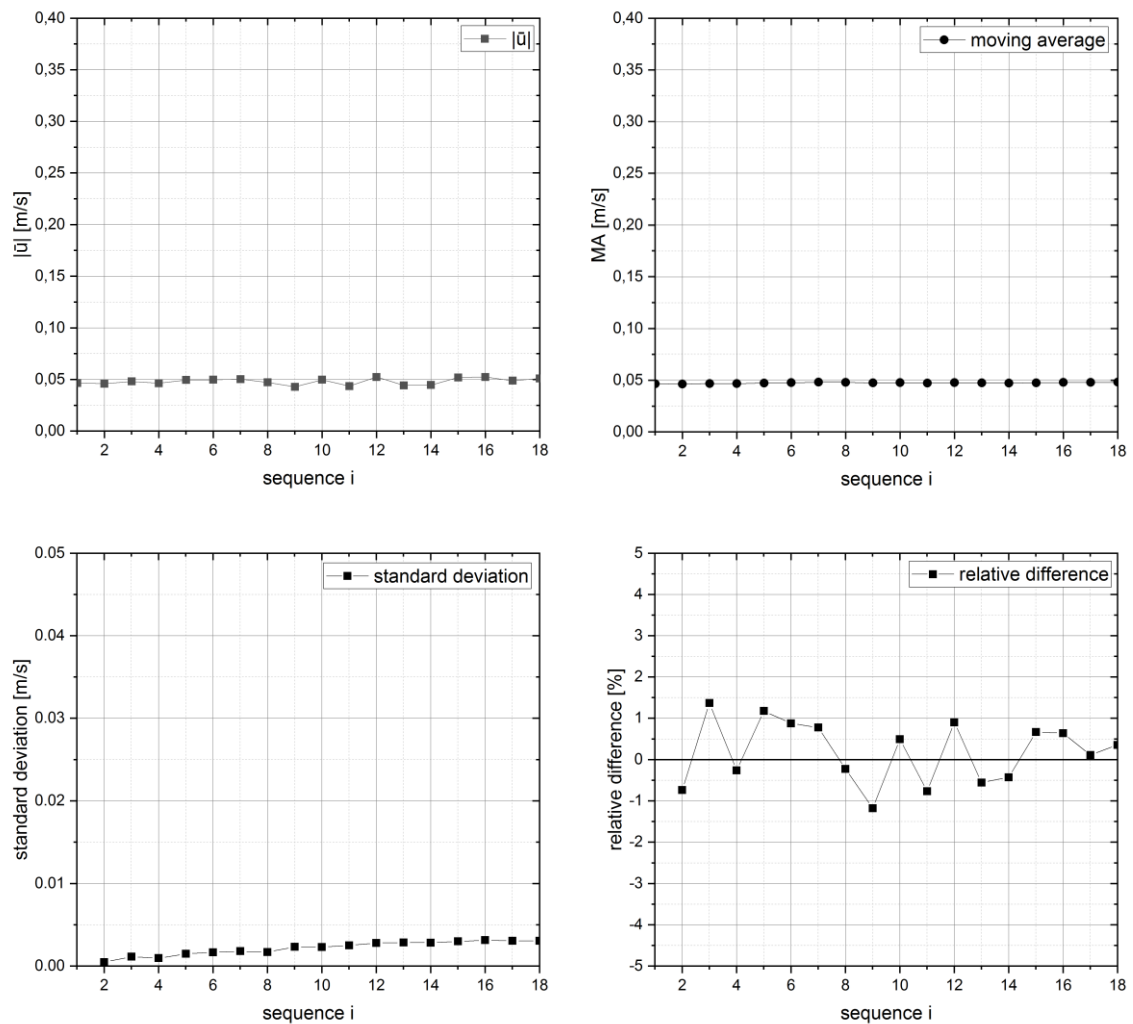 |ū|
0,40
0,35
0,30
0,25
0,20
0,15
0,10
0,05
0,00
|ū| [m/s]
2 4 6 8 10 12 14 16 18
sequence i
moving average
0,40
0,35
0,30
0,25
0,20
0,15
0,10
0,05
0,00
MA [m/s]
2 4 6 8 10 12 14 16 18
sequence i
standard deviation
0.05
0.04
0.03
0.02
0.01
0.00
standard deviation [m/s]
2 4 6 8 10 12 14 16 18
sequence i
relative difference
5
4
3
2
1
0
-1
-2
-3
-4
-5
relative difference [%]
2 4 6 8 10 12 14 16 18
sequence i